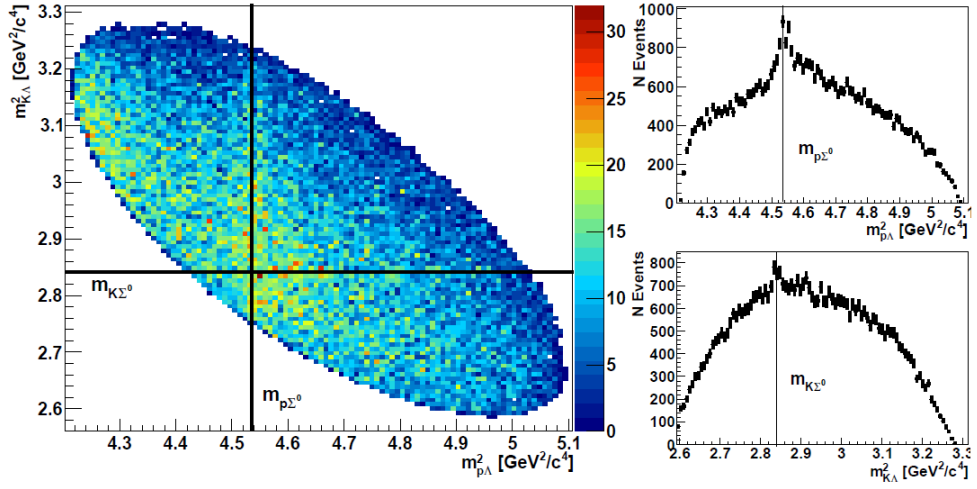 m²KΛ [GeV²/c⁴]
3.3
3.2
3.1
3
2.9
2.8
2.7
2.6
mKΣ⁰
mpΣ⁰
4.3 4.4 4.5 4.6 4.7 4.8 4.9 5 5.1
m²pΛ [GeV²/c⁴]
30
25
20
15
10
5
0
N Events
1000
800
600
400
200
0
mpΣ⁰
4.3 4.4 4.5 4.6 4.7 4.8 4.9 5 5.1
m²pΛ [GeV²/c⁴]
N Events
800
700
600
500
400
300
200
100
0
mKΣ⁰
2.6 2.7 2.8 2.9 3 3.1 3.2 3.3
m²KΛ [GeV²/c⁴]